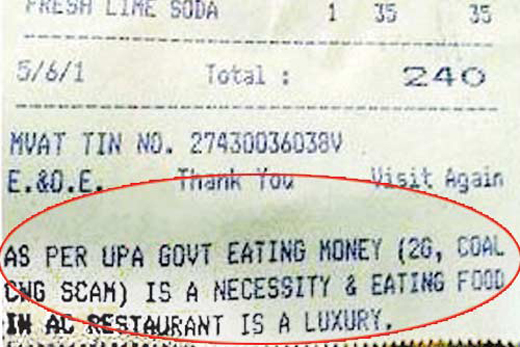 FRESH LIME SODA 1 35 35
5/6/1 Total : 240
MVAT TIN NO. 27430036038V
E.&O.E. Thank You Visit Again
AS PER UPA GOVT EATING MONEY (2G, COAL
CWG SCAM) IS A NECESSITY & EATING FOOD
IN AC RESTAURANT IS A LUXURY.